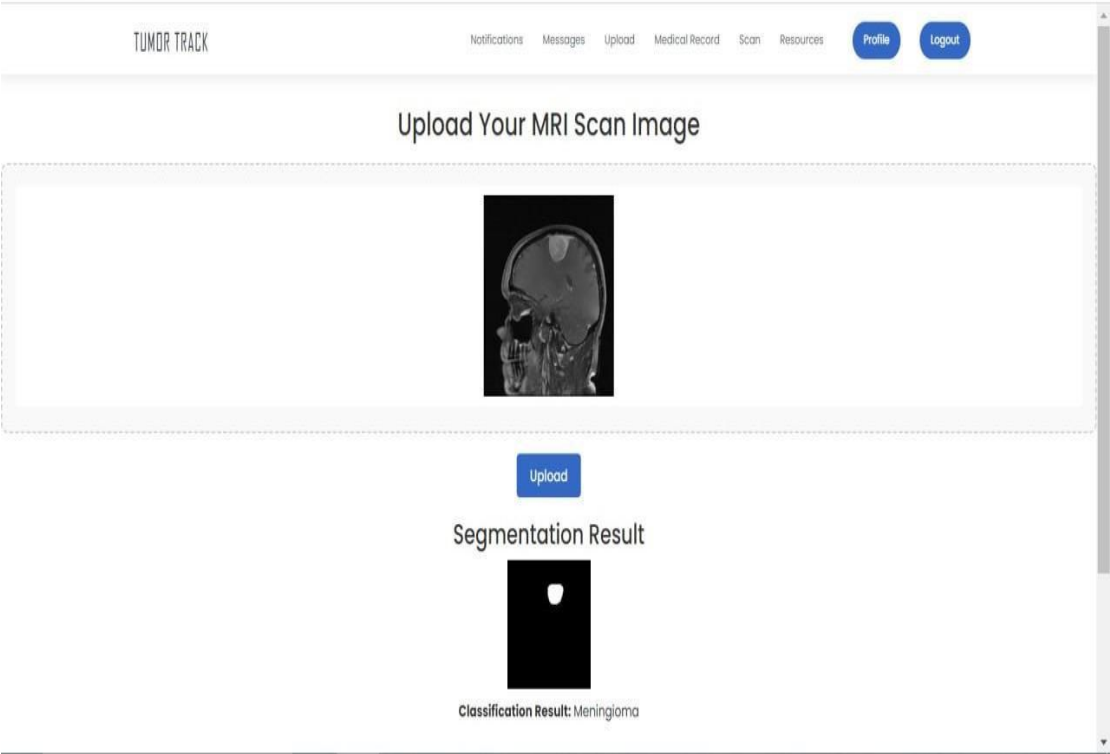 TUMOR TRACK Notifications Messages Upload Medical Record Scan Resources Profile Logout
Upload Your MRI Scan Image
Upload
Segmentation Result
Classification Result: Meningioma